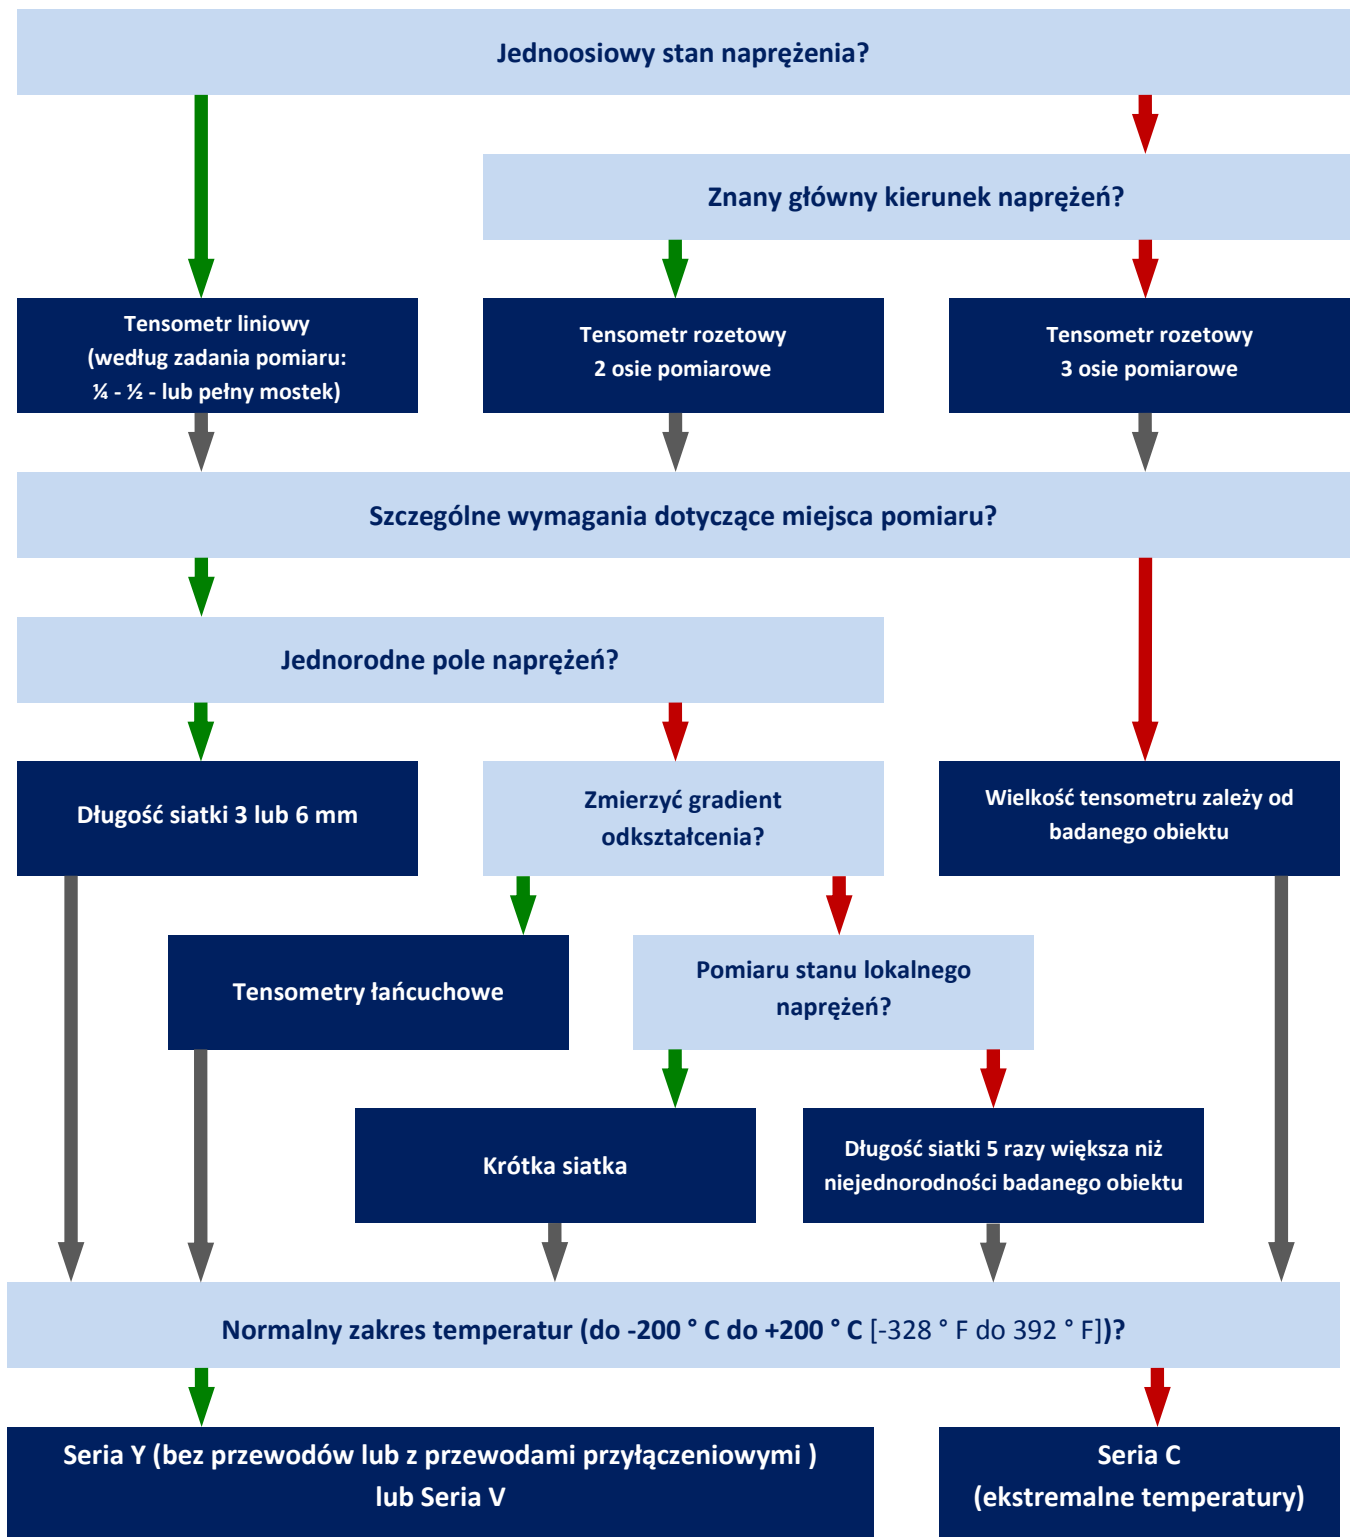 Jednoosiowy stan naprężenia?
Znany główny kierunek naprężeń?
Tensometr liniowy
(według zadania pomiaru:
¼ - ½ - lub pełny mostek)
Tensometr rozetowy
2 osie pomiarowe
Tensometr rozetowy
3 osie pomiarowe
Szczególne wymagania dotyczące miejsca pomiaru?
Jednorodne pole naprężeń?
Długość siatki 3 lub 6 mm
Zmierzyć gradient
odkształcenia?
Wielkość tensometru zależy od
badanego obiektu
Tensometry łańcuchowe
Pomiaru stanu lokalnego
naprężeń?
Krótka siatka
Długość siatki 5 razy większa niż
niejednorodności badanego obiektu
Normalny zakres temperatur (do -200 ° C do +200 ° C [-328 ° F do 392 ° F])?
Seria Y (bez przewodów lub z przewodami przyłączeniowymi )
lub Seria V
Seria C
(ekstremalne temperatury)